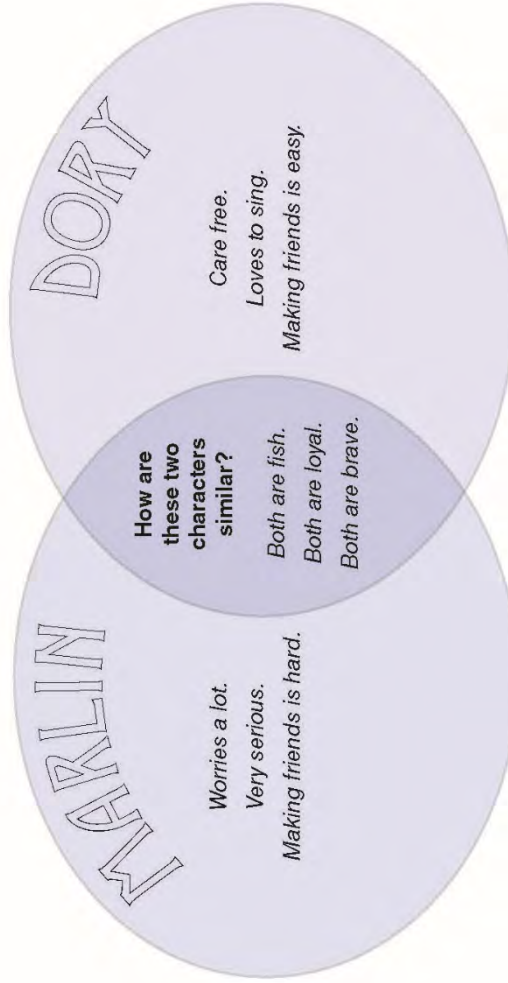 MARLIN
Worries a lot.
Very serious.
Making friends is hard.
How are
these two
characters
similar?
Both are fish.
Both are loyal.
Both are brave.
DORY
Care free.
Loves to sing.
Making friends is easy.